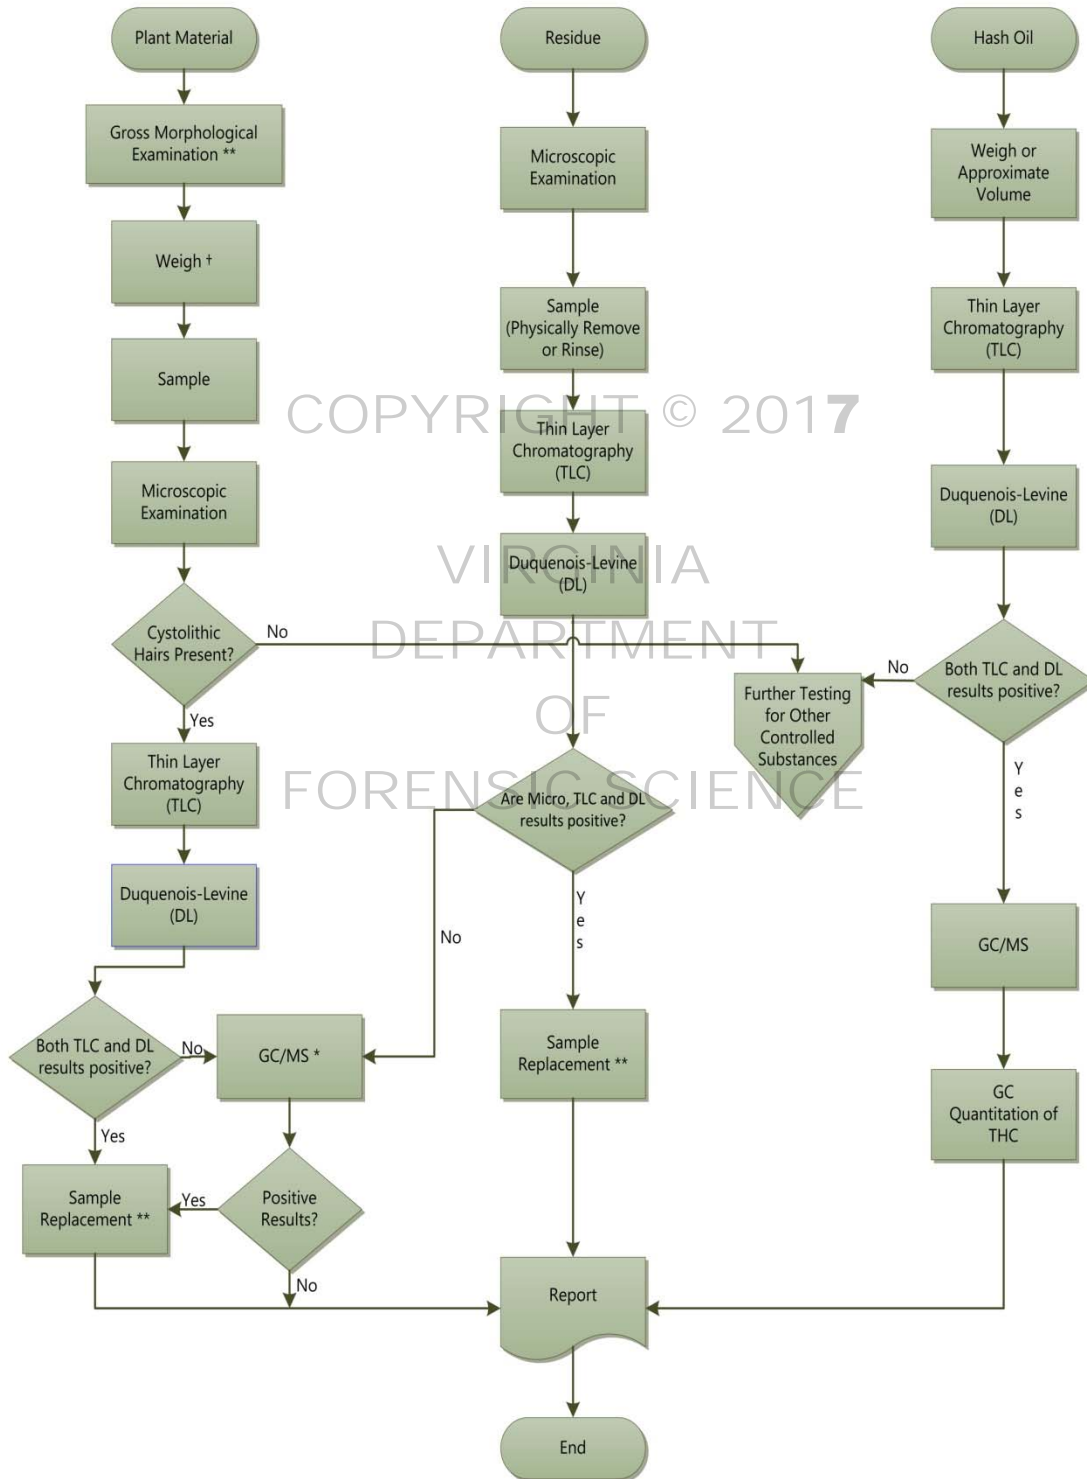 Plant Material
Gross Morphological
Examination **
Weigh †
Sample
Microscopic
Examination
Cystolithic
Hairs Present?
No
Yes
Thin Layer
Chromatography
(TLC)
Duquenois-Levine
(DL)
Both TLC and DL
results positive?
No
Yes
GC/MS *
Positive
Results?
Yes
No
Sample
Replacement **
Residue
Microscopic
Examination
Sample
(Physically Remove
or Rinse)
Thin Layer
Chromatography
(TLC)
Duquenois-Levine
(DL)
Are Micro, TLC and DL
results positive?
No
Yes
Sample
Replacement **
Report
End
Hash Oil
Weigh or
Approximate
Volume
Thin Layer
Chromatography
(TLC)
Duquenois-Levine
(DL)
Both TLC and DL
results positive?
No
Yes
Further Testing
for Other
Controlled
Substances
GC/MS
GC
Quantitation of
THC
COPYRIGHT © 2017
VIRGINIA
DEPARTMENT
OF
FORENSIC SCIENCE